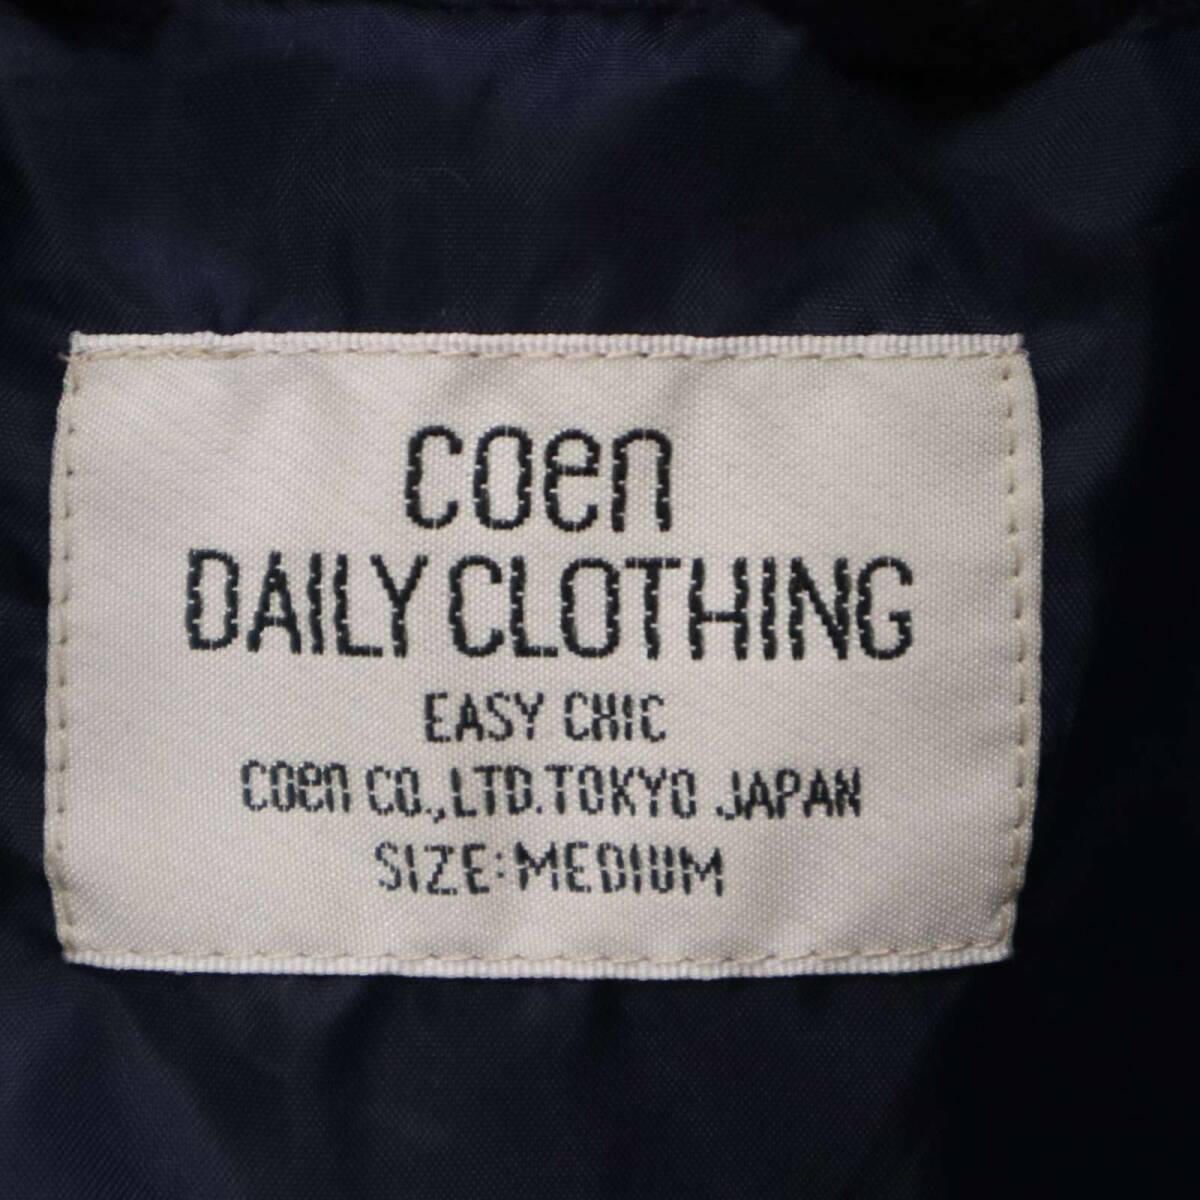 coen
DAILY CLOTHING
EASY CHIC
coen CO.,LTD.TOKYO JAPAN
SIZE:MEDIUM